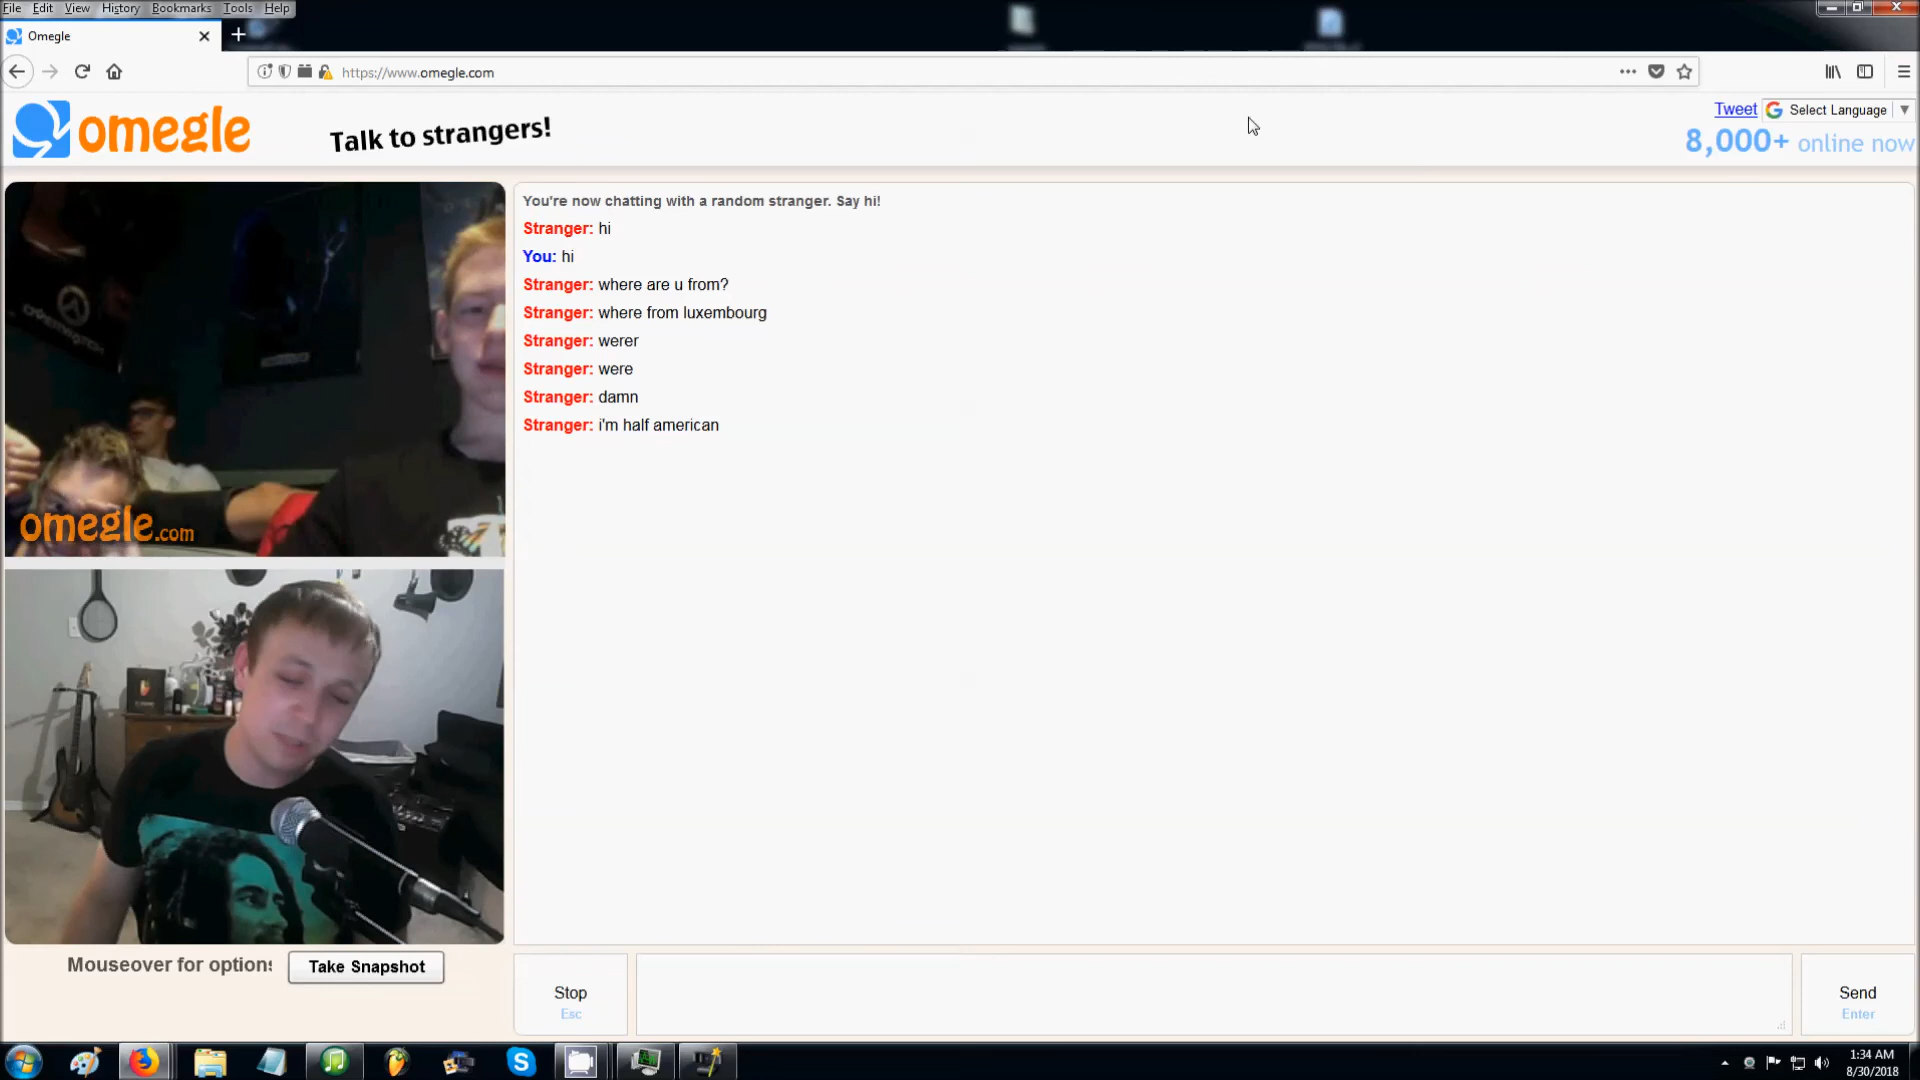 File Edit View History Bookmarks Tools Help
Omegle
https://www.omegle.com
omegle
Talk to strangers!
Tweet
Select Language
8,000+ online now
You're now chatting with a random stranger. Say hi!
Stranger: hi
You: hi
Stranger: where are u from?
Stranger: where from luxembourg
Stranger: werer
Stranger: were
Stranger: damn
Stranger: i'm half american
OVERWATCH
omegle.com
Mouseover for options
Take Snapshot
Stop
Esc
Send
Enter
1:34 AM
8/30/2018